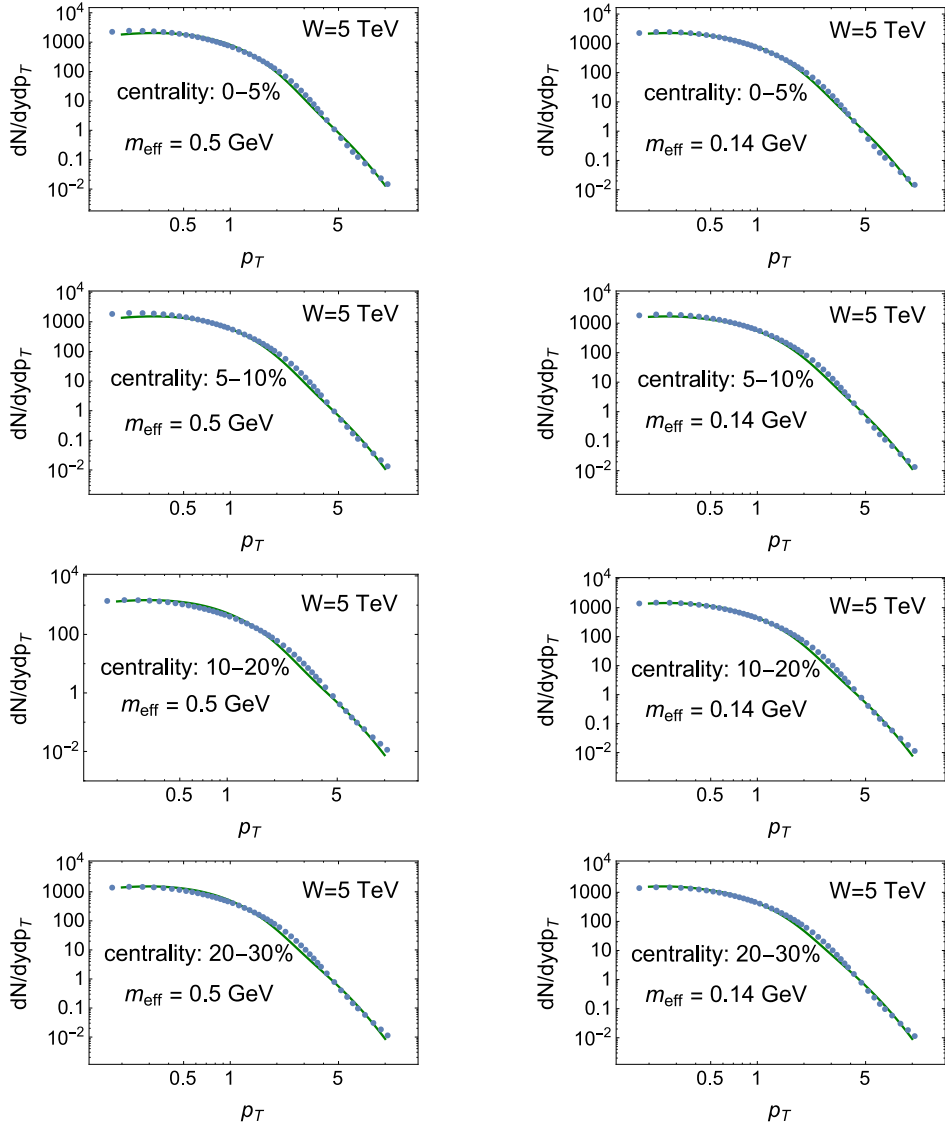 10^4
W=5 TeV
1000
100
10
1
0.1
10^-2
centrality: 0–5%
m_eff = 0.5 GeV
dN/dydp_T
0.5 1 5
p_T
10^4
W=5 TeV
1000
100
10
1
0.1
10^-2
centrality: 0–5%
m_eff = 0.14 GeV
dN/dydp_T
0.5 1 5
p_T
10^4
W=5 TeV
1000
100
10
1
0.1
10^-2
centrality: 5–10%
m_eff = 0.5 GeV
dN/dydp_T
0.5 1 5
p_T
10^4
W=5 TeV
1000
100
10
1
0.1
10^-2
centrality: 5–10%
m_eff = 0.14 GeV
dN/dydp_T
0.5 1 5
p_T
10^4
W=5 TeV
100
1
10^-2
centrality: 10–20%
m_eff = 0.5 GeV
dN/dydp_T
0.5 1 5
p_T
10^4
W=5 TeV
1000
100
10
1
0.1
10^-2
centrality: 10–20%
m_eff = 0.14 GeV
dN/dydp_T
0.5 1 5
p_T
10^4
W=5 TeV
1000
100
10
1
0.1
10^-2
centrality: 20–30%
m_eff = 0.5 GeV
dN/dydp_T
0.5 1 5
p_T
10^4
W=5 TeV
1000
100
10
1
0.1
10^-2
centrality: 20–30%
m_eff = 0.14 GeV
dN/dydp_T
0.5 1 5
p_T